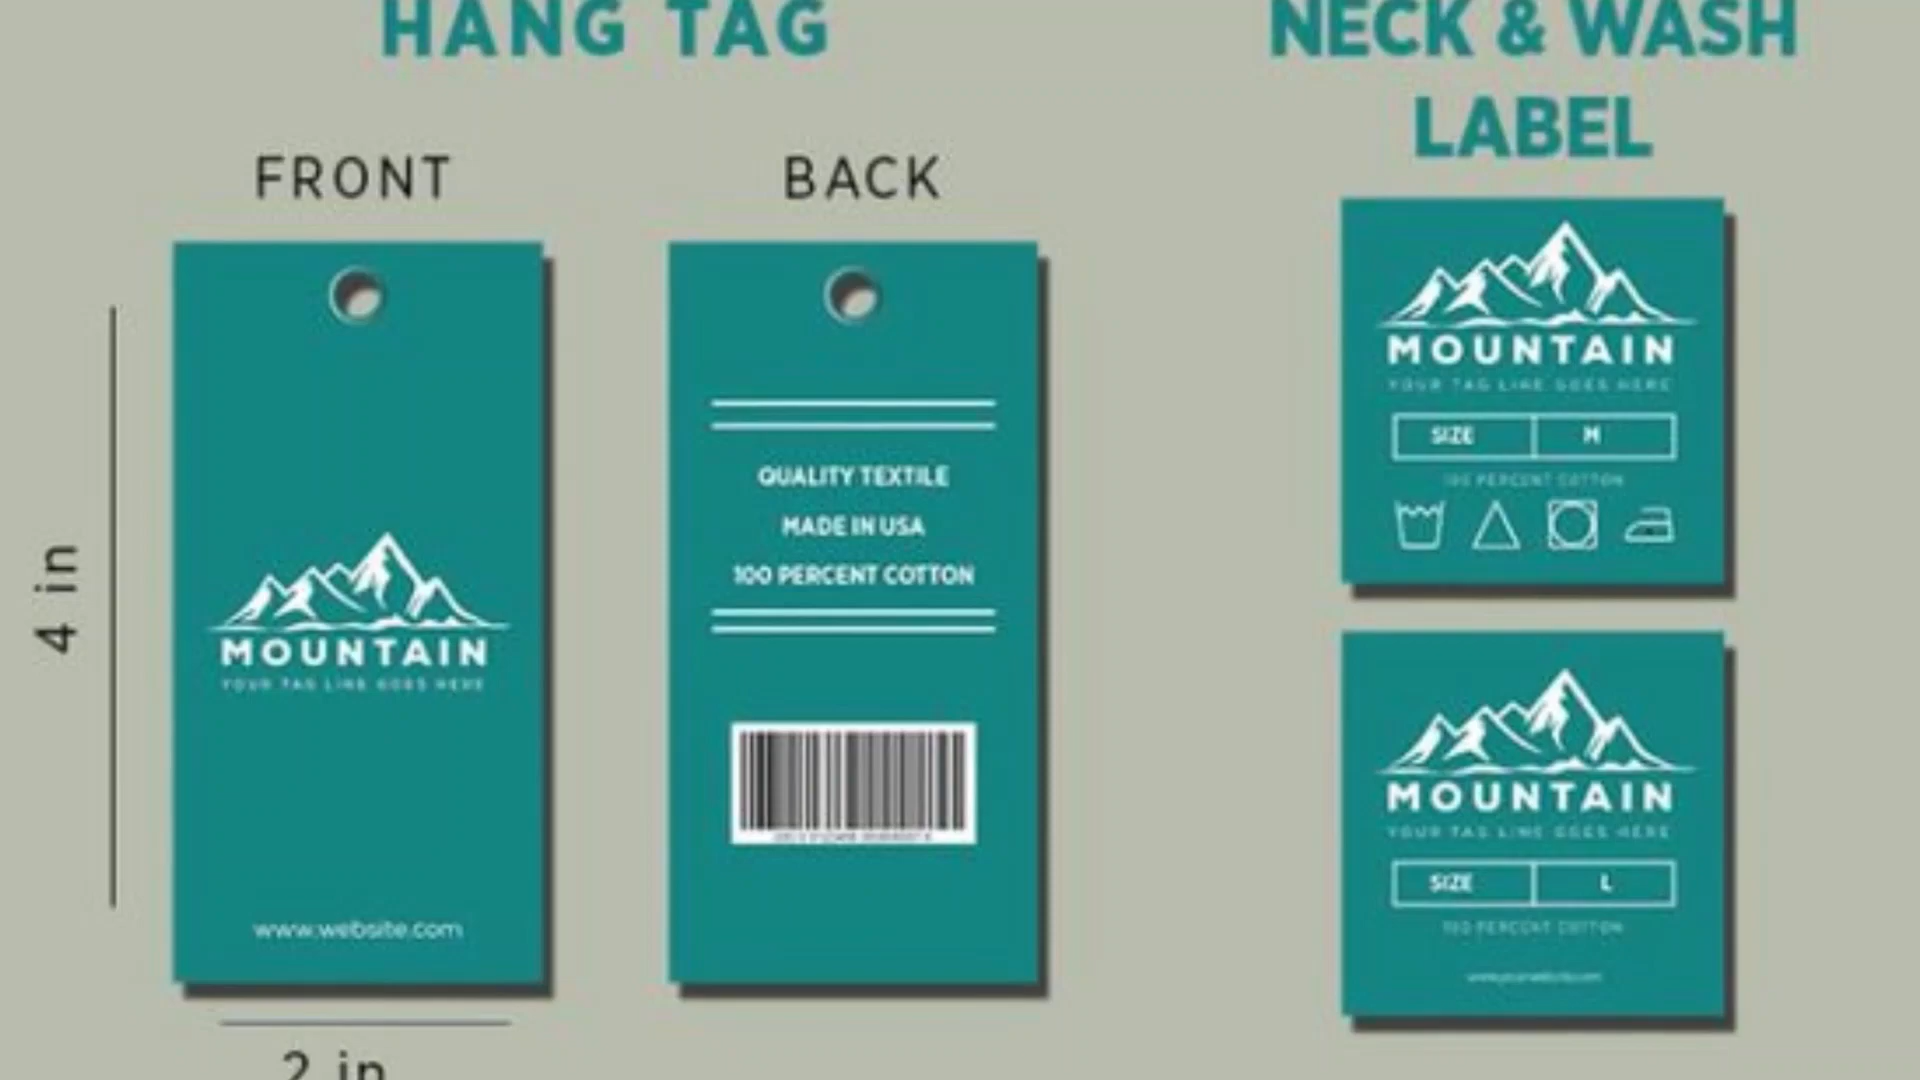 HANG TAG
FRONT
BACK
4 in
MOUNTAIN
YOUR TAG LINE GOES HERE
www.website.com
2 in
QUALITY TEXTILE
MADE IN USA
100 PERCENT COTTON
NECK & WASH
LABEL
MOUNTAIN
YOUR TAG LINE GOES HERE
SIZE M
100 PERCENT COTTON
MOUNTAIN
YOUR TAG LINE GOES HERE
SIZE L
100 PERCENT COTTON